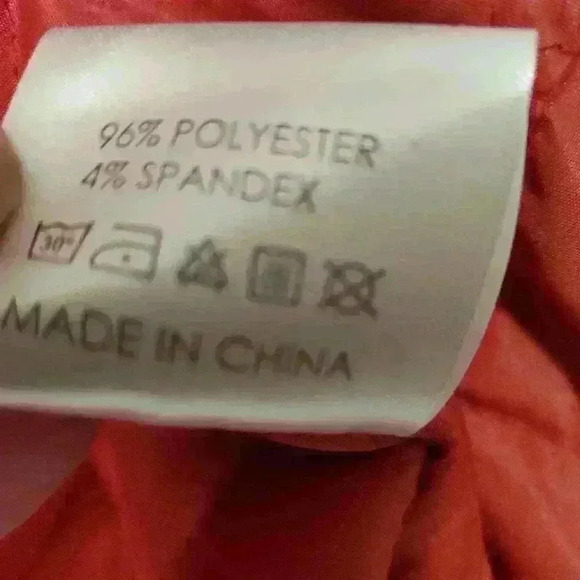 96% POLYESTER
4% SPANDEX
30°
MADE IN CHINA